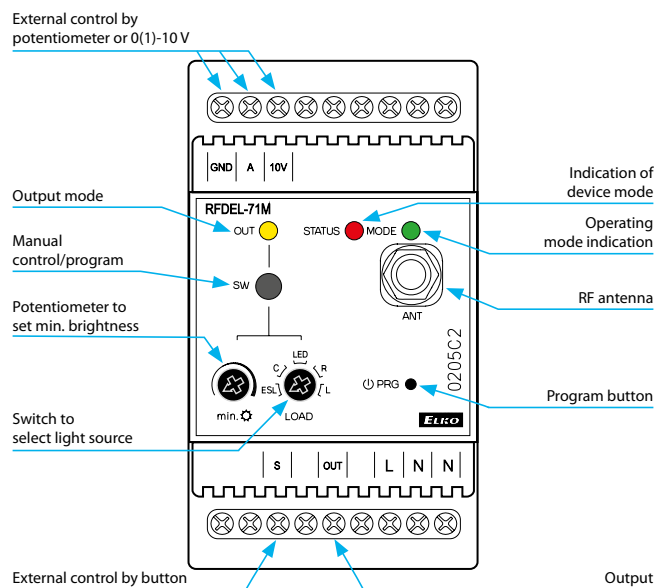 External control by
potentiometer or 0(1)-10 V
GND A 10V
Indication of
device mode
RFDEL-71M
Output mode
OUT STATUS MODE
Operating
mode indication
Manual
control/program
SW
RF antenna
ANT
Potentiometer to
set min. brightness
LED
C R
ESL L
0205C2
PRG
Program button
min. LOAD
Switch to
select light source
ELKO
S OUT L N N
External control by button
Output